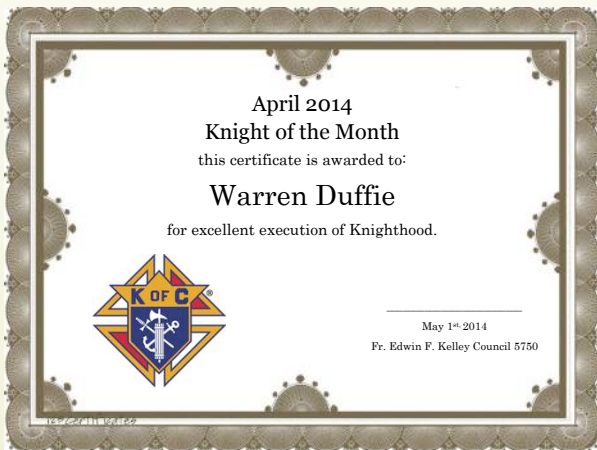 April 2014
Knight of the Month
this certificate is awarded to:
Warren Duffie
for excellent execution of Knighthood.
K OF C®
May 1st, 2014
Fr. Edwin F. Kelley Council 5750
123Certificates